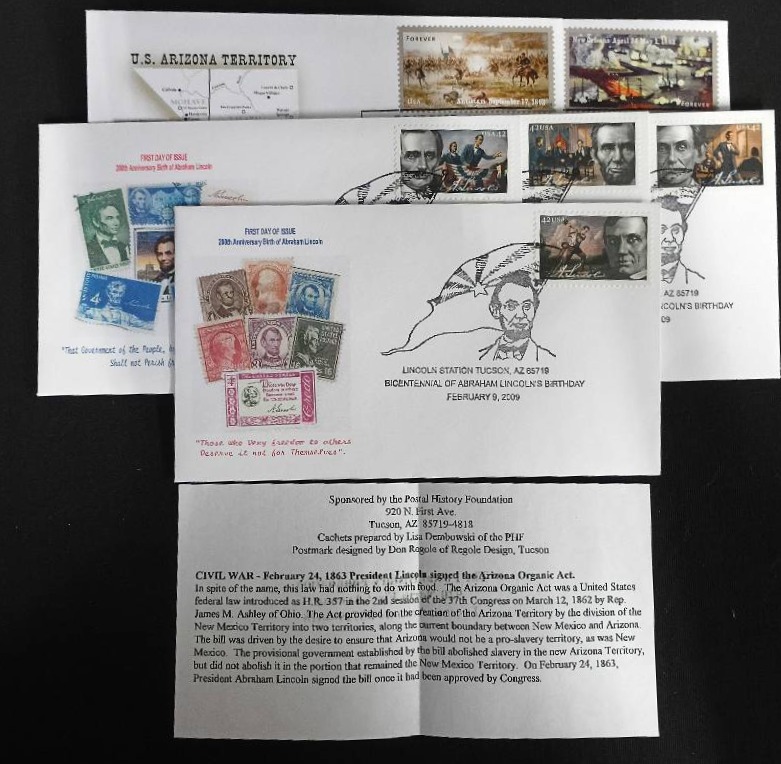 U.S. ARIZONA TERRITORY
MOHAVE
FOREVER
USA
Antietam September 17, 1862
New Orleans April 24-May 1, 1862
FOREVER
FIRST DAY OF ISSUE
200th Anniversary Birth of Abraham Lincoln
4¢
USA 42
42 USA
USA 42
"That Government of the People, b
Shall not Perish f
AZ 85719
COLN'S BIRTHDAY
09
FIRST DAY OF ISSUE
200th Anniversary Birth of Abraham Lincoln
42 USA
A. Lincoln
"Those who Deny freedom to others
Deserve it not for Themselves".
LINCOLN STATION TUCSON, AZ 85719
BICENTENNIAL OF ABRAHAM LINCOLN'S BIRTHDAY
FEBRUARY 9, 2009
Sponsored by the Postal History Foundation
920 N. First Ave.
Tucson, AZ 85719-4818
Cachets prepared by Lisa Dembowski of the PHF
Postmark designed by Don Regole of Regole Design, Tucson
CIVIL WAR - February 24, 1863 President Lincoln signed the Arizona Organic Act.
In spite of the name, this law had nothing to do with food. The Arizona Organic Act was a United States
federal law introduced as H.R. 357 in the 2nd session of the 37th Congress on March 12, 1862 by Rep.
James M. Ashley of Ohio. The Act provided for the creation of the Arizona Territory by the division of the
New Mexico Territory into two territories, along the current boundary between New Mexico and Arizona.
The bill was driven by the desire to ensure that Arizona would not be a pro-slavery territory, as was New
Mexico. The provisional government established by the bill abolished slavery in the new Arizona Territory,
but did not abolish it in the portion that remained the New Mexico Territory. On February 24, 1863,
President Abraham Lincoln signed the bill once it had been approved by Congress.